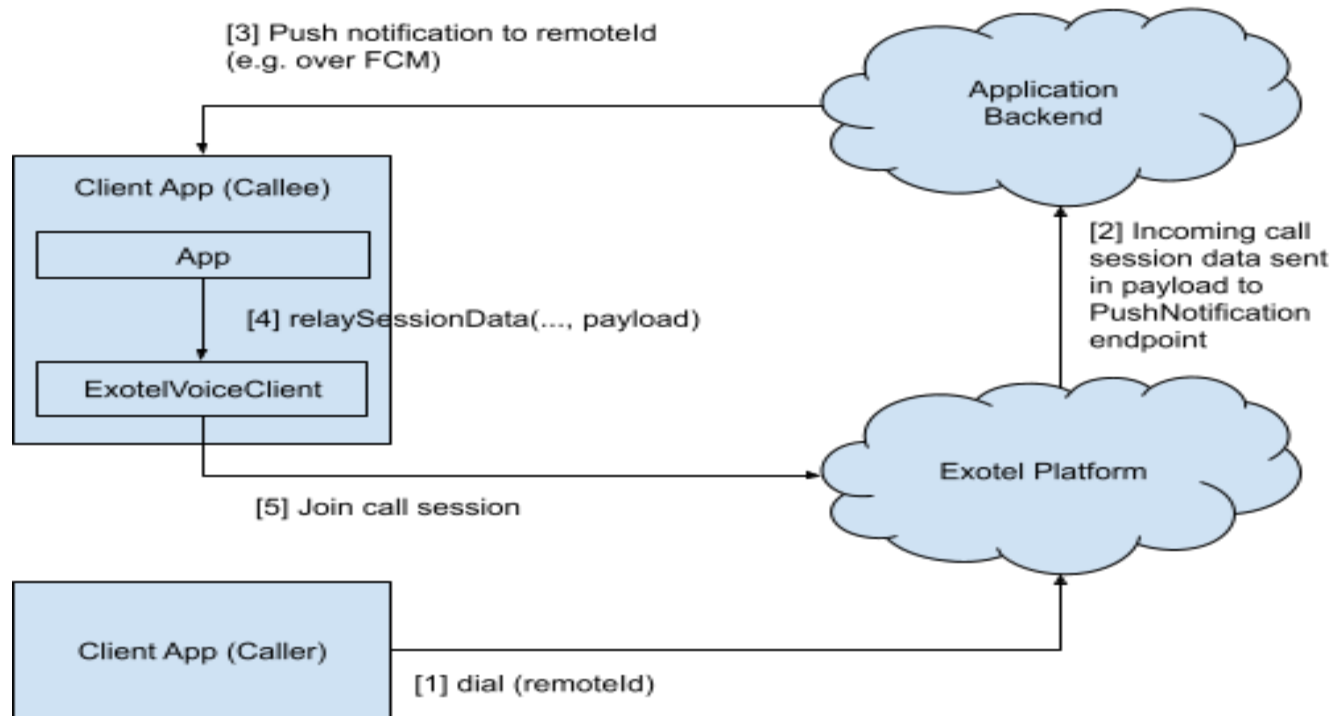 [3] Push notification to remoteId
(e.g. over FCM)
Application
Backend
Client App (Callee)
App
[4] relaySessionData(..., payload)
ExotelVoiceClient
[2] Incoming call
session data sent
in payload to
PushNotification
endpoint
Exotel Platform
[5] Join call session
Client App (Caller)
[1] dial (remoteId)